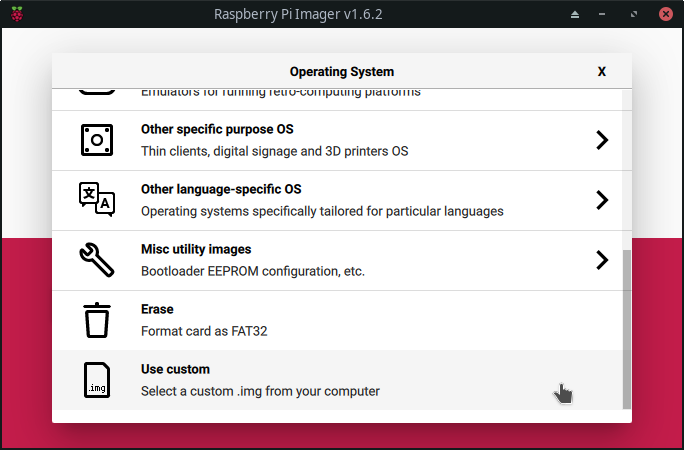 Raspberry Pi Imager v1.6.2
Operating System
X
Emulators for running retro-computing platforms
Other specific purpose OS
Thin clients, digital signage and 3D printers OS
文
A
Other language-specific OS
Operating systems specifically tailored for particular languages
Misc utility images
Bootloader EEPROM configuration, etc.
Erase
Format card as FAT32
.img
Use custom
Select a custom .img from your computer